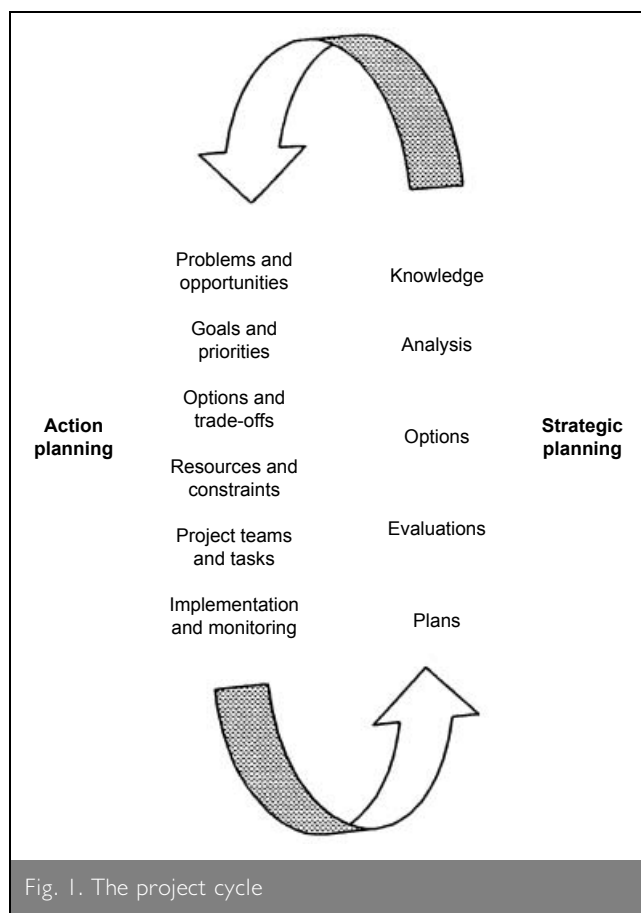 Problems and
opportunities
Knowledge
Goals and
priorities
Analysis
Options and
trade-offs
Action
planning
Options
Strategic
planning
Resources and
constraints
Project teams
and tasks
Evaluations
Implementation
and monitoring
Plans
Fig. 1. The project cycle